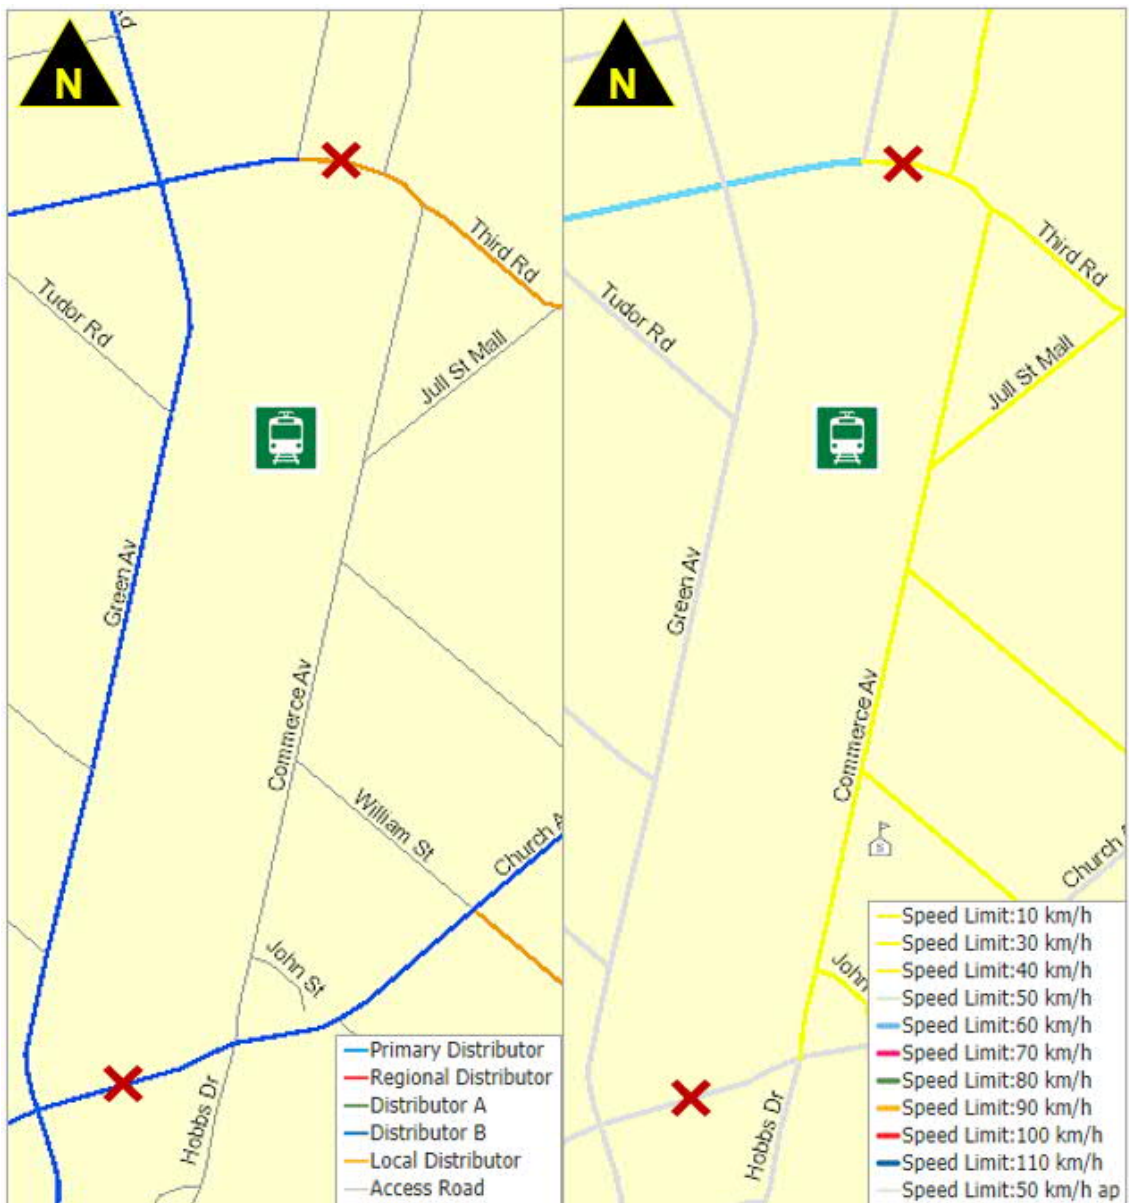 Rd
N
Third Rd
Tudor Rd
Jull St Mall
Green Av
Commerce Av
William St
Church A
John St
Hobbs Dr
Primary Distributor
Regional Distributor
Distributor A
Distributor B
Local Distributor
Access Road
N
Third Rd
Tudor Rd
Jull St Mall
Green Av
Commerce Av
Church A
John
Hobbs Dr
Speed Limit:10 km/h
Speed Limit:30 km/h
Speed Limit:40 km/h
Speed Limit:50 km/h
Speed Limit:60 km/h
Speed Limit:70 km/h
Speed Limit:80 km/h
Speed Limit:90 km/h
Speed Limit:100 km/h
Speed Limit:110 km/h
Speed Limit:50 km/h ap